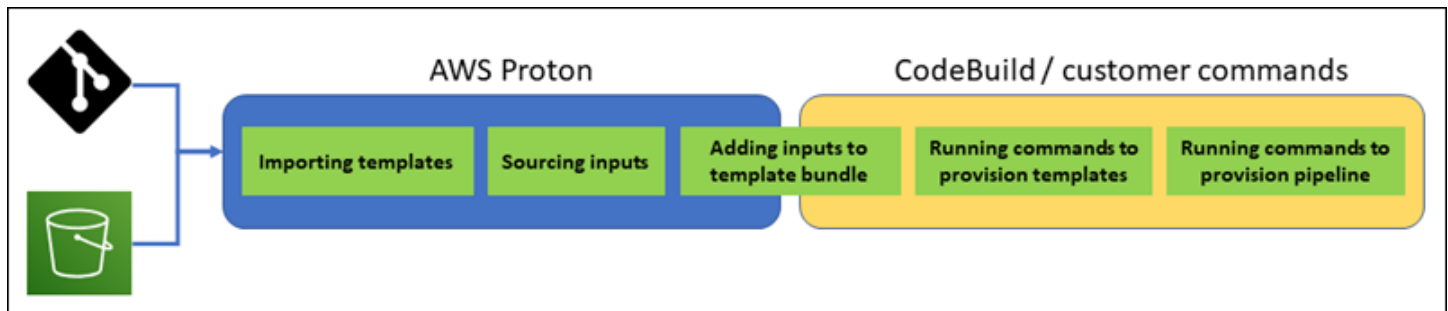 AWS Proton
CodeBuild / customer commands
Importing templates
Sourcing inputs
Adding inputs to
template bundle
Running commands to
provision templates
Running commands to
provision pipeline